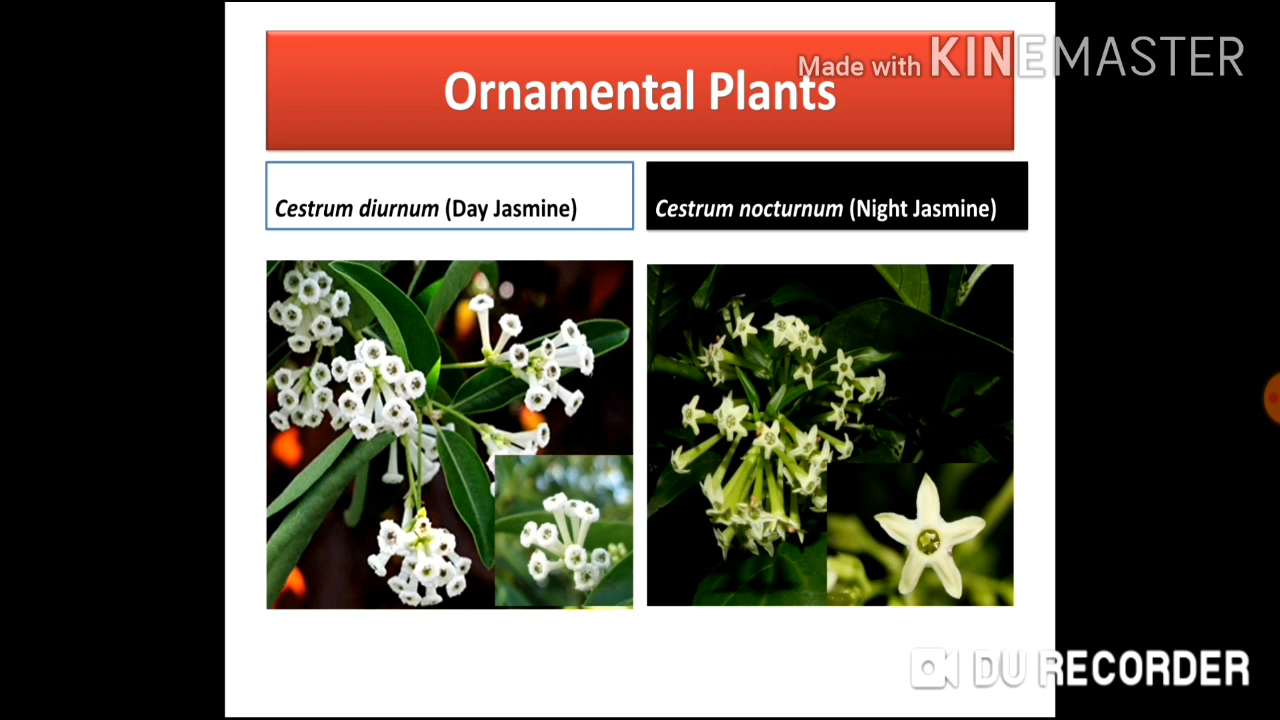 Made with KINEMASTER
Ornamental Plants
Cestrum diurnum (Day Jasmine)
Cestrum nocturnum (Night Jasmine)
DU RECORDER